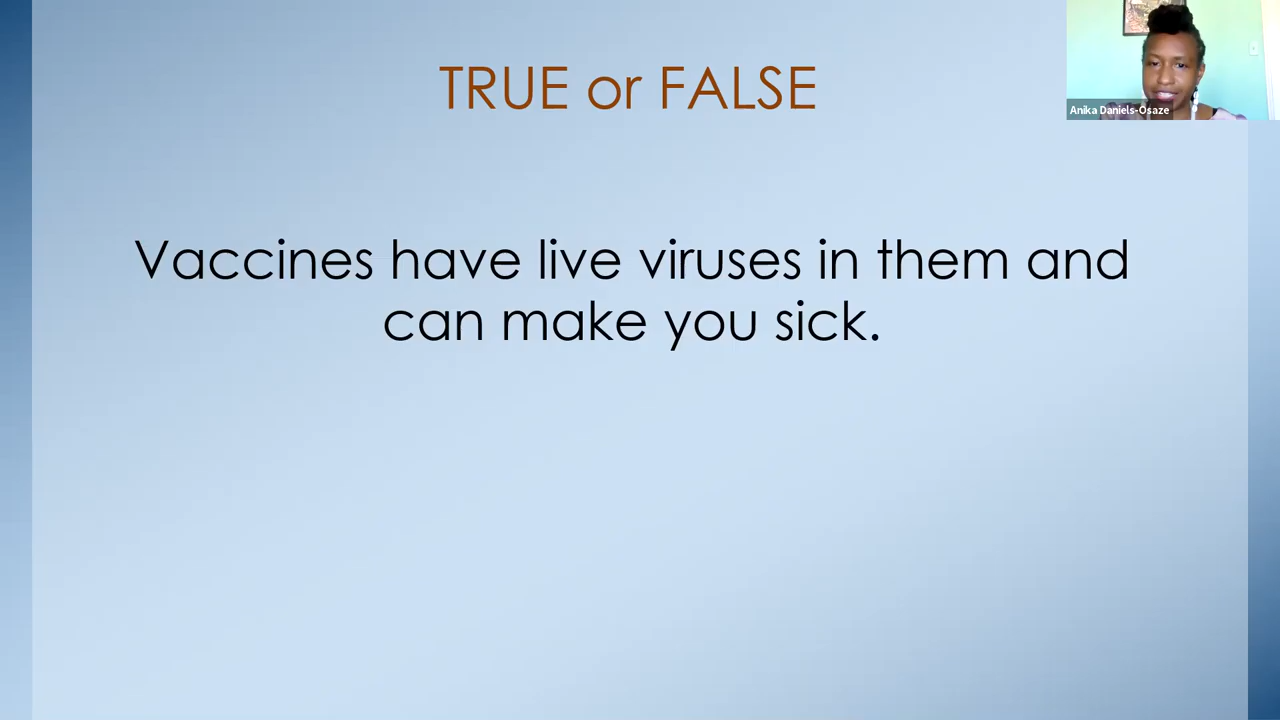 TRUE or FALSE
Anika Daniels-Osaze
Vaccines have live viruses in them and
can make you sick.